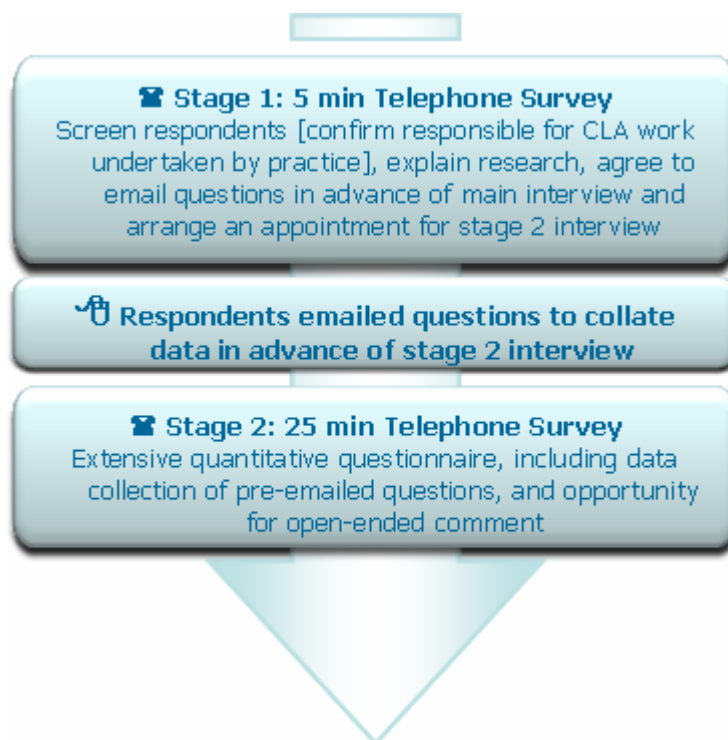 ☎ Stage 1: 5 min Telephone Survey
Screen respondents [confirm responsible for CLA work
undertaken by practice], explain research, agree to
email questions in advance of main interview and
arrange an appointment for stage 2 interview
Respondents emailed questions to collate
data in advance of stage 2 interview
☎ Stage 2: 25 min Telephone Survey
Extensive quantitative questionnaire, including data
collection of pre-emailed questions, and opportunity
for open-ended comment